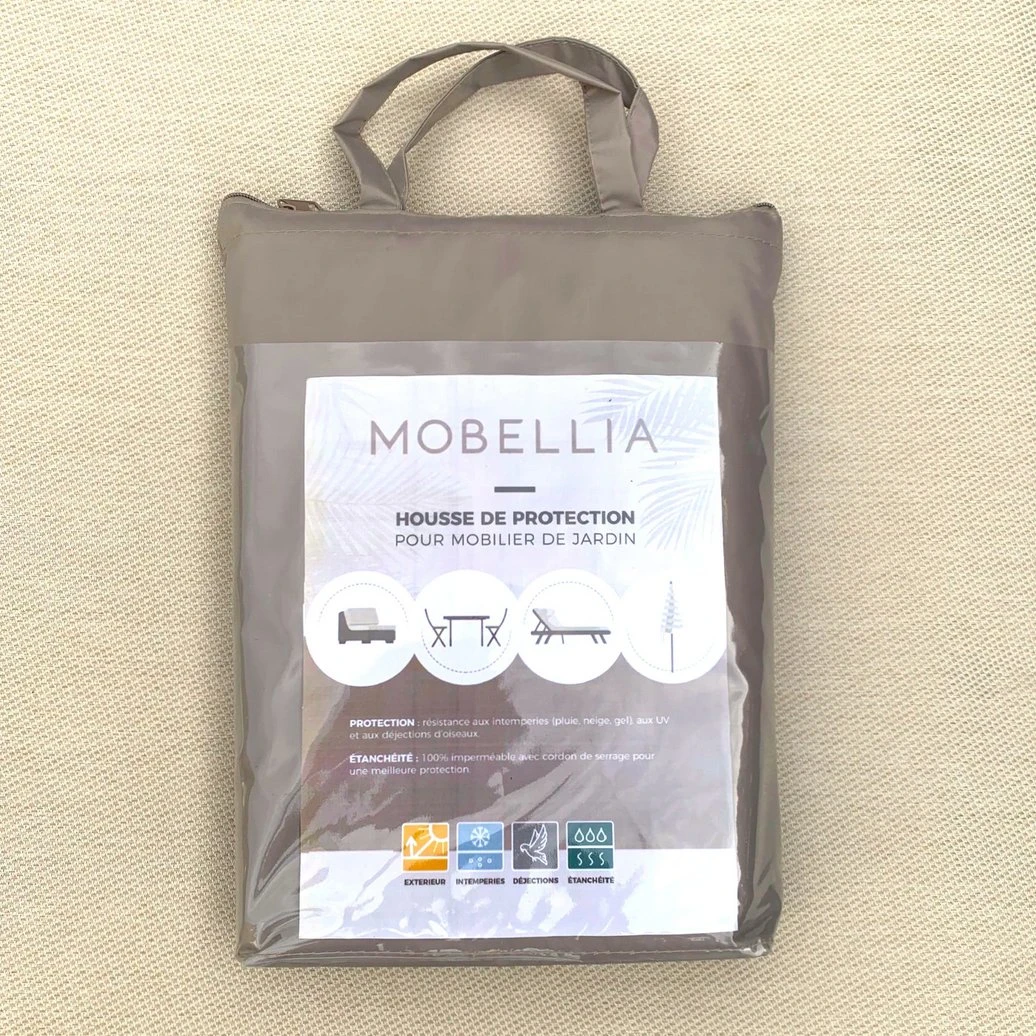 MOBELLIA
HOUSSE DE PROTECTION
POUR MOBILIER DE JARDIN
PROTECTION : résistance aux intemperies (pluie, neige, gel), aux UV
et aux déjections d'oiseaux.
ÉTANCHÉITÉ : 100% imperméable avec cordon de serrage pour
une meilleure protection.
EXTERIEUR INTEMPERIES DÉJECTIONS ÉTANCHÉITÉ